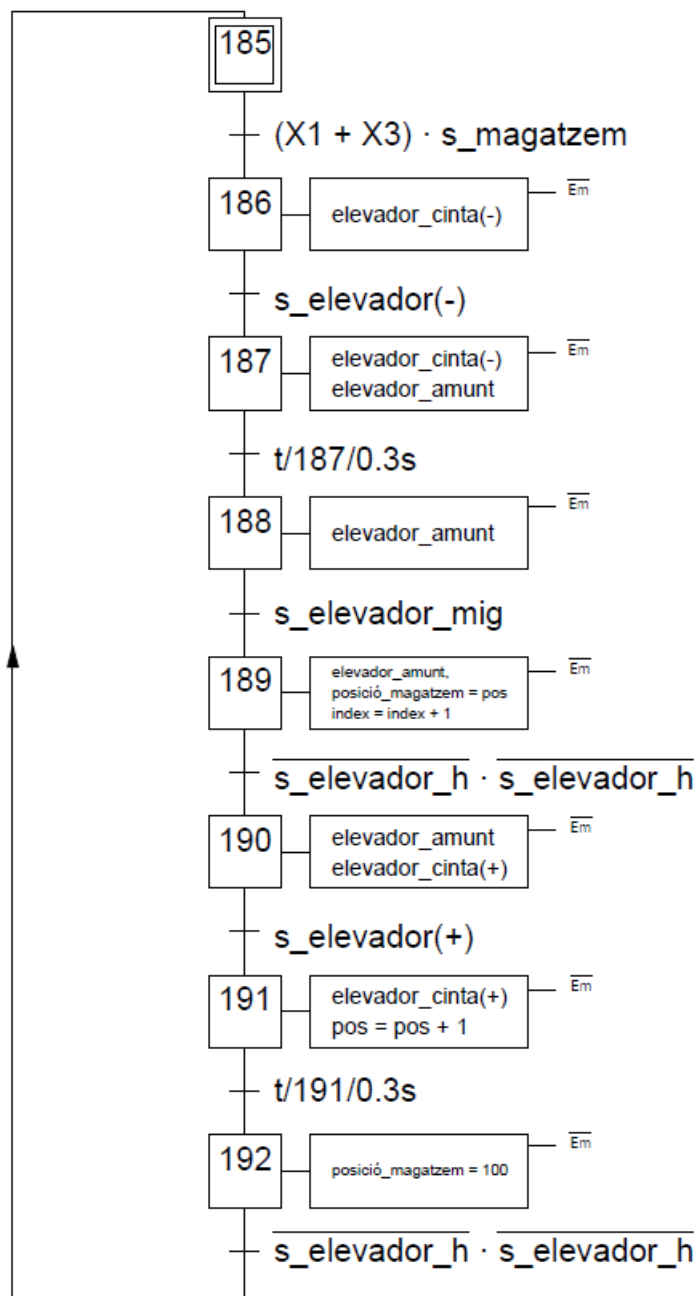 185
(X1 + X3) · s_magatzem
186
elevador_cinta(-)
Em
s_elevador(-)
187
elevador_cinta(-)
elevador_amunt
Em
t/187/0.3s
188
elevador_amunt
Em
s_elevador_mig
189
elevador_amunt,
posició_magatzem = pos
index = index + 1
Em
s_elevador_h · s_elevador_h
190
elevador_amunt
elevador_cinta(+)
Em
s_elevador(+)
191
elevador_cinta(+)
pos = pos + 1
Em
t/191/0.3s
192
posició_magatzem = 100
Em
s_elevador_h · s_elevador_h